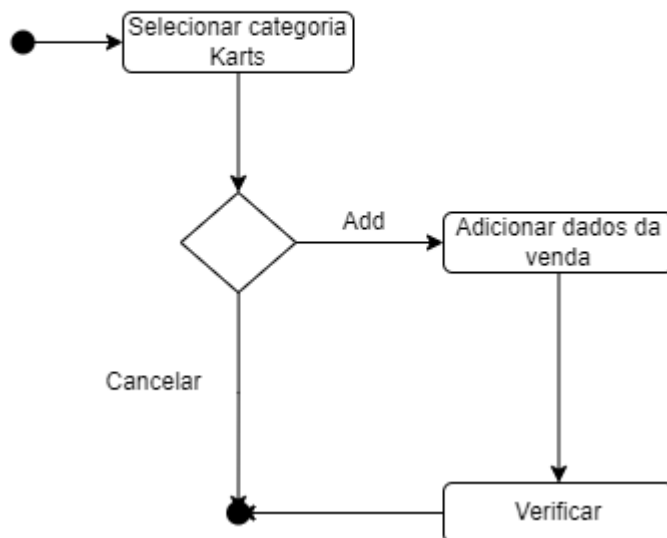 Selecionar categoria
Karts
Add
Adicionar dados da
venda
Cancelar
Verificar